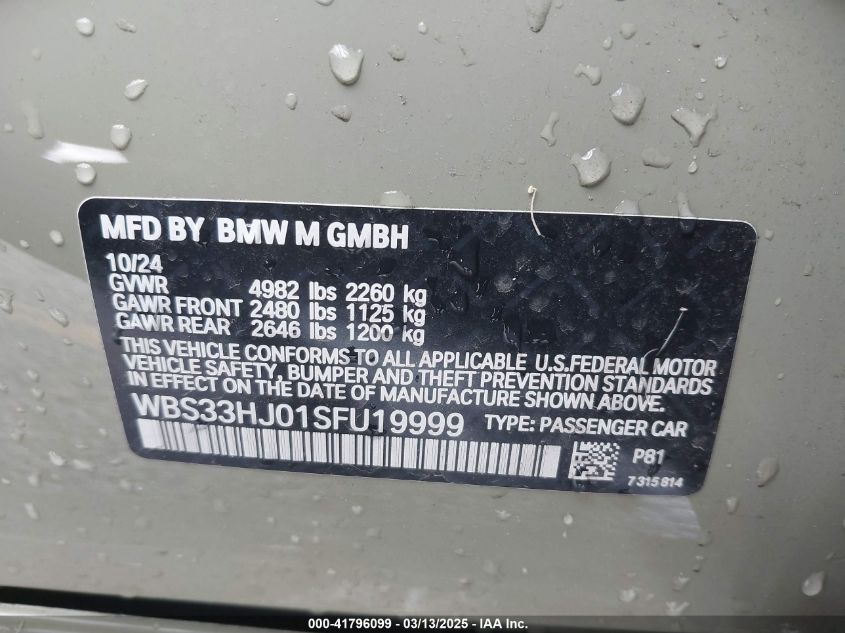 MFD BY BMW M GMBH
10/24
GVWR 4982 lbs 2260 kg
GAWR FRONT 2480 lbs 1125 kg
GAWR REAR 2646 lbs 1200 kg
THIS VEHICLE CONFORMS TO ALL APPLICABLE U.S.FEDERAL MOTOR
VEHICLE SAFETY, BUMPER AND THEFT PREVENTION STANDARDS IN
EFFECT ON THE DATE OF MANUFACTURE SHOWN ABOVE.
WBS33HJ01SFU19999 TYPE: PASSENGER CAR
P81
7 315 814
000-41796099 - 03/13/2025 - IAA Inc.